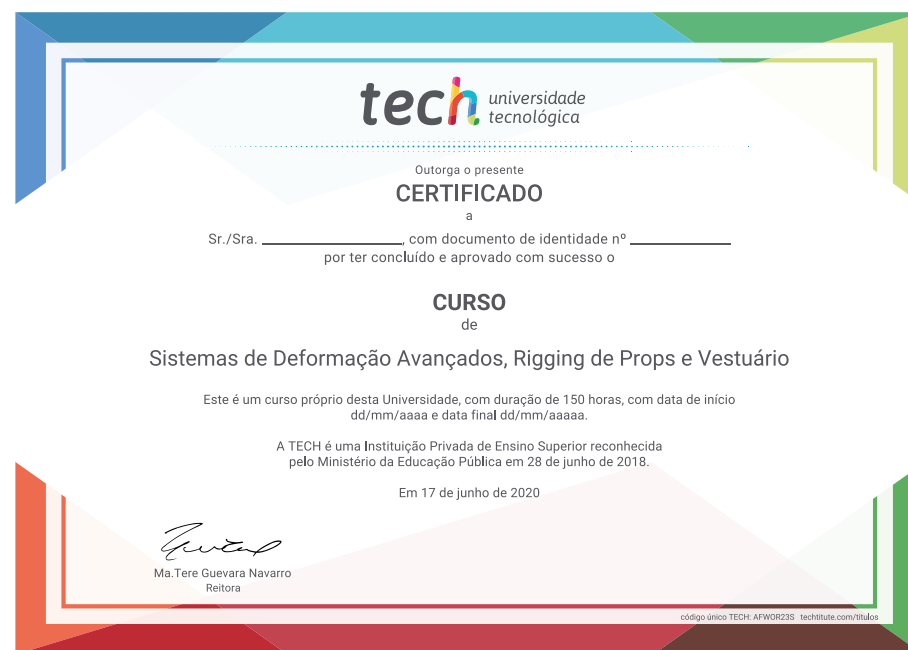 tech universidade
tecnológica
Outorga o presente
CERTIFICADO
a
Sr./Sra. ________________, com documento de identidade nº ____________
por ter concluído e aprovado com sucesso o
CURSO
de
Sistemas de Deformação Avançados, Rigging de Props e Vestuário
Este é um curso próprio desta Universidade, com duração de 150 horas, com data de início
dd/mm/aaaa e data final dd/mm/aaaaa.
A TECH é uma Instituição Privada de Ensino Superior reconhecida
pelo Ministério da Educação Pública em 28 de junho de 2018.
Em 17 de junho de 2020
Ma.Tere Guevara Navarro
Reitora
código único TECH: AFWOR23S techtitute.com/titulos